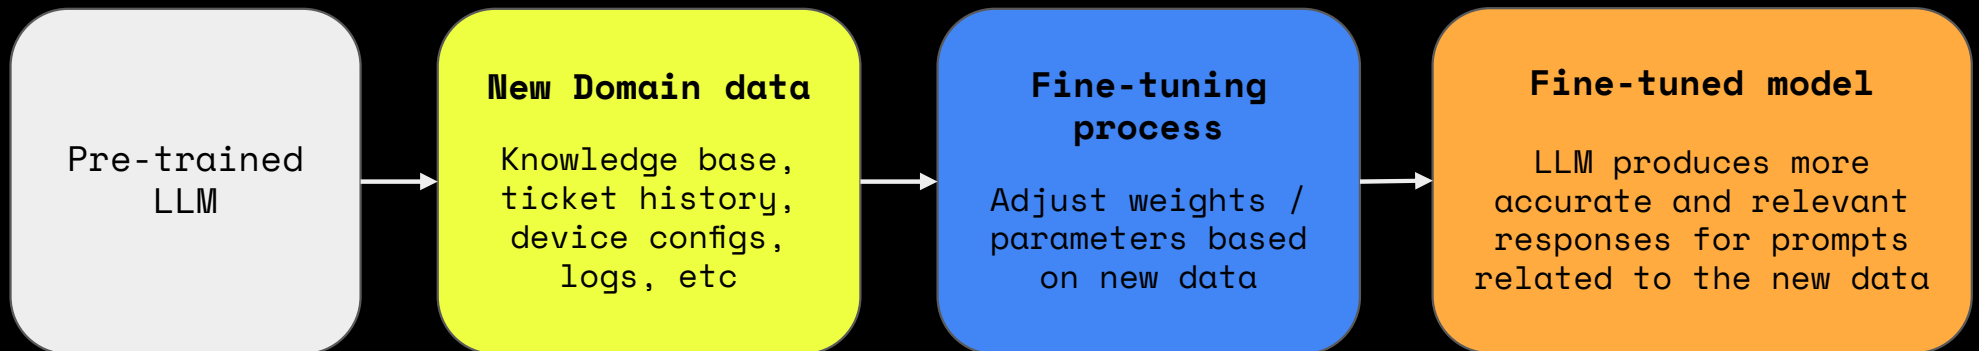 Pre-trained
LLM
New Domain data
Knowledge base,
ticket history,
device configs,
logs, etc
Fine-tuning
process
Adjust weights /
parameters based
on new data
Fine-tuned model
LLM produces more
accurate and relevant
responses for prompts
related to the new data